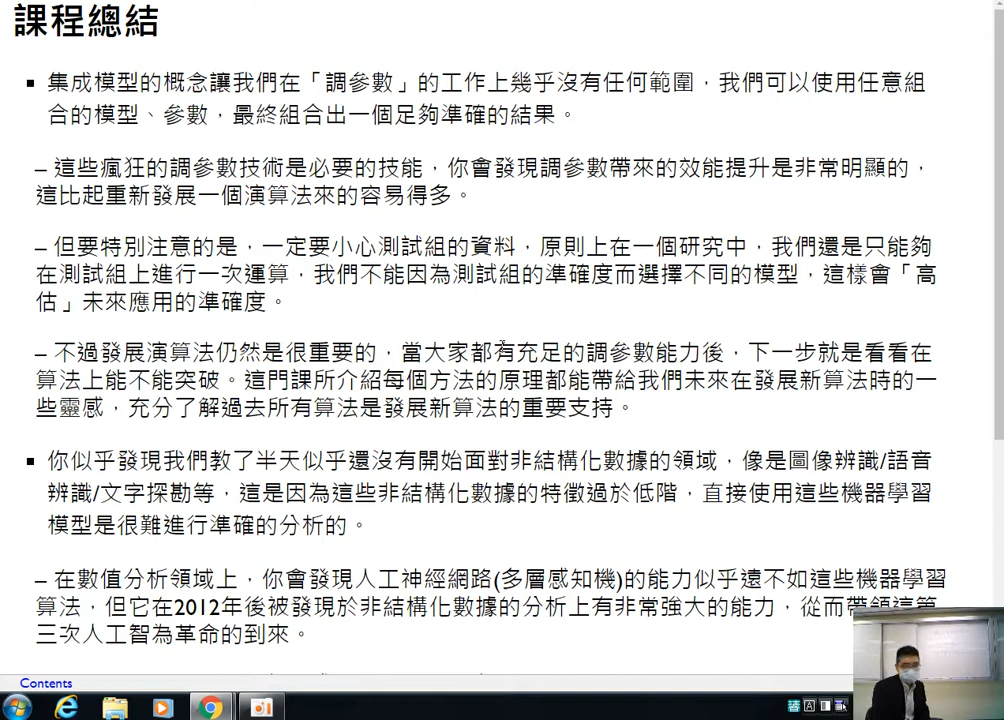 課程總結
▪ 集成模型的概念讓我們在「調參數」的工作上幾乎沒有任何範圍，我們可以使用任意組
合的模型、參數，最終組合出一個足夠準確的結果。
– 這些瘋狂的調參數技術是必要的技能，你會發現調參數帶來的效能提升是非常明顯的，
這比起重新發展一個演算法來的容易得多。
– 但要特別注意的是，一定要小心測試組的資料，原則上在一個研究中，我們還是只能夠
在測試組上進行一次運算，我們不能因為測試組的準確度而選擇不同的模型，這樣會「高
估」未來應用的準確度。
– 不過發展演算法仍然是很重要的，當大家都有充足的調參數能力後，下一步就是看看在
算法上能不能突破。這門課所介紹每個方法的原理都能帶給我們未來在發展新算法時的一
些靈感，充分了解過去所有算法是發展新算法的重要支持。
▪ 你似乎發現我們教了半天似乎還沒有開始面對非結構化數據的領域，像是圖像辨識/語音
辨識/文字探勘等，這是因為這些非結構化數據的特徵過於低階，直接使用這些機器學習
模型是很難進行準確的分析的。
– 在數值分析領域上，你會發現人工神經網路(多層感知機)的能力似乎遠不如這些機器學習
算法，但它在2012年後被發現於非結構化數據的分析上有非常強大的能力，從而帶領這第
三次人工智為革命的到來。
Contents